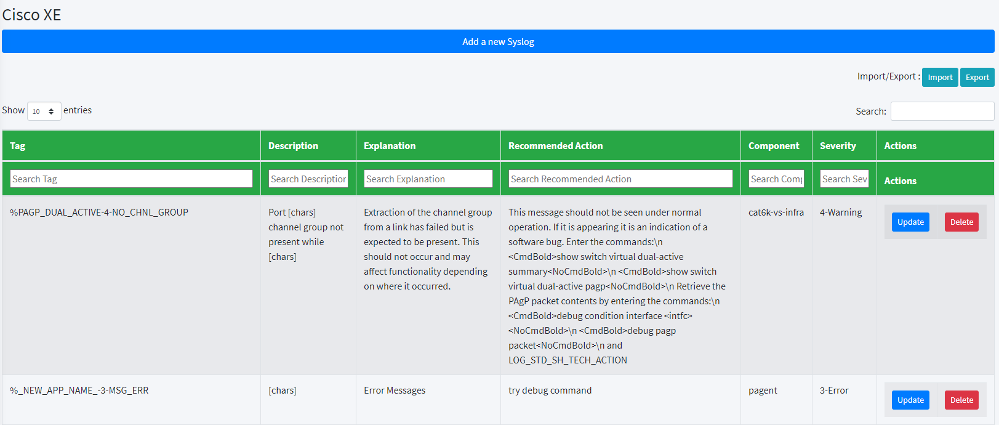 Cisco XE
Add a new Syslog
Import/Export : Import Export
Show 10 entries
Search:
Tag Description Explanation Recommended Action Component Severity Actions
Search Tag Search Description Search Explanation Search Recommended Action Search Comp Search Sev Actions
%PAGP_DUAL_ACTIVE-4-NO_CHNL_GROUP
Port [chars]
channel group not
present while
[chars]
Extraction of the channel group
from a link has failed but is
expected to be present. This
should not occur and may
affect functionality depending
on where it occurred.
This message should not be seen under normal
operation. If it is appearing it is an indication of a
software bug. Enter the commands:\n
<CmdBold>show switch virtual dual-active
summary<NoCmdBold>\n <CmdBold>show switch
virtual dual-active pagp<NoCmdBold>\n Retrieve the
PAgP packet contents by entering the commands:\n
<CmdBold>debug condition interface <intfc>
<NoCmdBold>\n <CmdBold>debug pagp
packet<NoCmdBold>\n and
LOG_STD_SH_TECH_ACTION
cat6k-vs-infra
4-Warning
Update Delete
%_NEW_APP_NAME_-3-MSG_ERR
[chars]
Error Messages
try debug command
pagent
3-Error
Update Delete